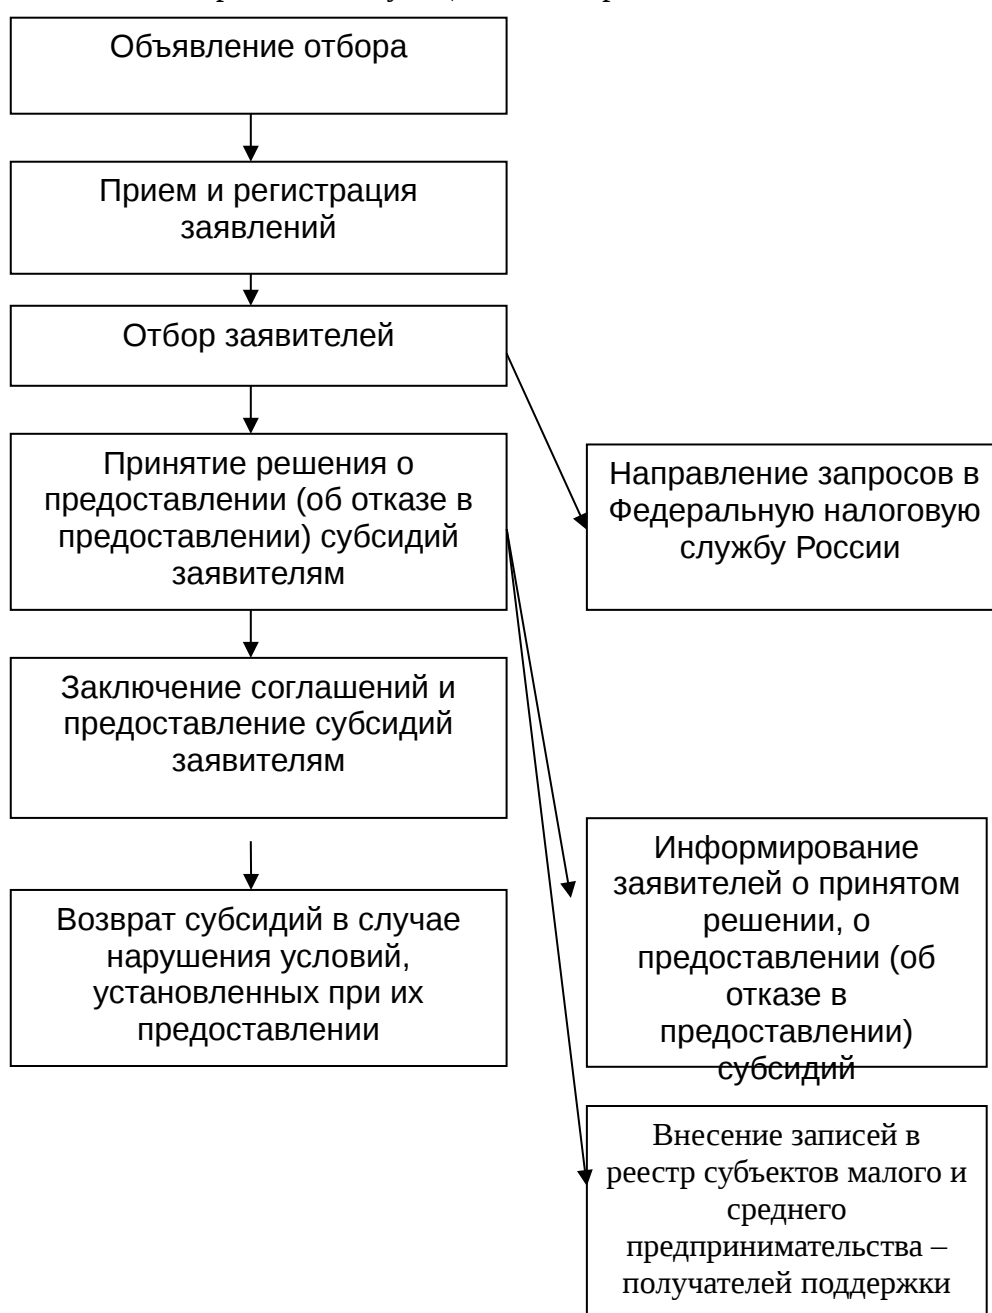 Объявление отбора
Прием и регистрация
заявлений
Отбор заявителей
Принятие решения о
предоставлении (об отказе в
предоставлении) субсидий
заявителям
Направление запросов в
Федеральную налоговую
службу России
Заключение соглашений и
предоставление субсидий
заявителям
Возврат субсидий в случае
нарушения условий,
установленных при их
предоставлении
Информирование
заявителей о принятом
решении, о
предоставлении (об
отказе в
предоставлении)
субсидий
Внесение записей в
реестр субъектов малого и
среднего
предпринимательства –
получателей поддержки